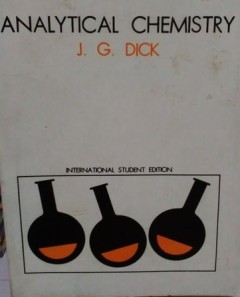 ANALYTICAL CHEMISTRY
J. G. DICK
INTERNATIONAL STUDENT EDITION